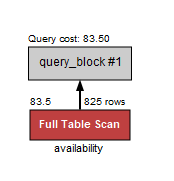 Query cost: 83.50
query_block #1
83.5 825 rows
Full Table Scan
availability